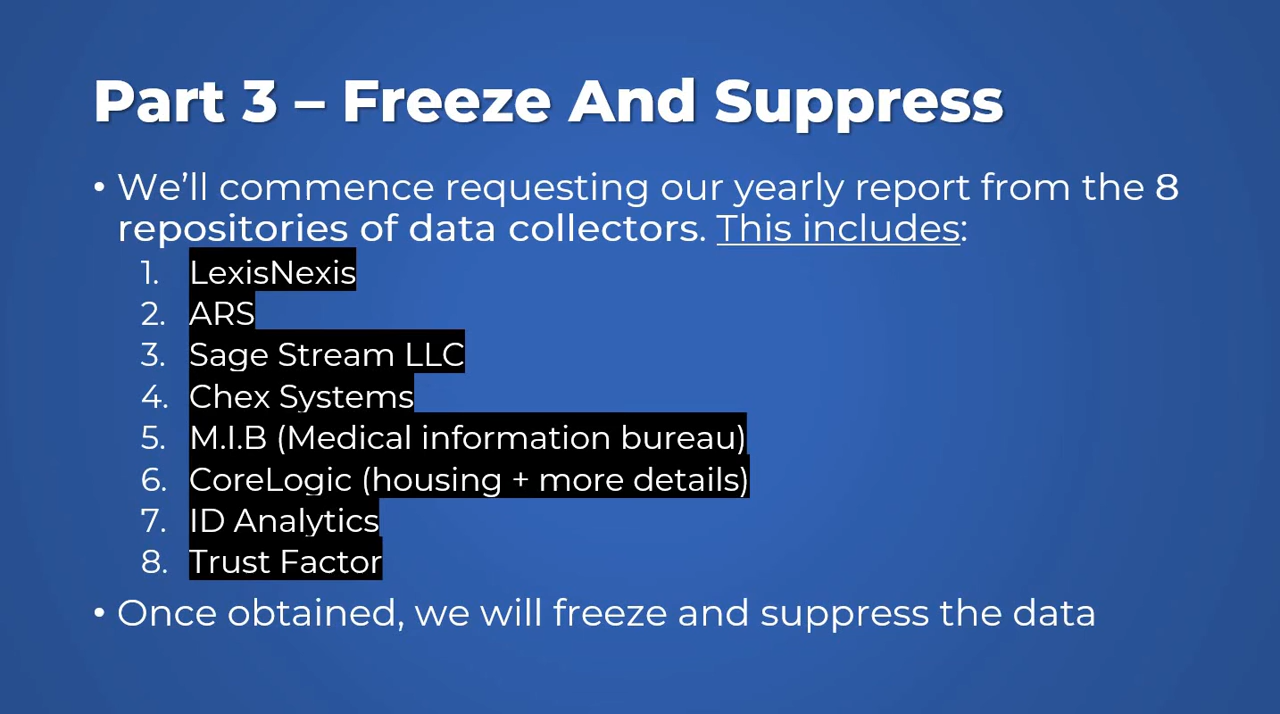 Part 3 – Freeze And Suppress
• We’ll commence requesting our yearly report from the 8
repositories of data collectors. This includes:
1. LexisNexis
2. ARS
3. Sage Stream LLC
4. Chex Systems
5. M.I.B (Medical information bureau)
6. CoreLogic (housing + more details)
7. ID Analytics
8. Trust Factor
• Once obtained, we will freeze and suppress the data